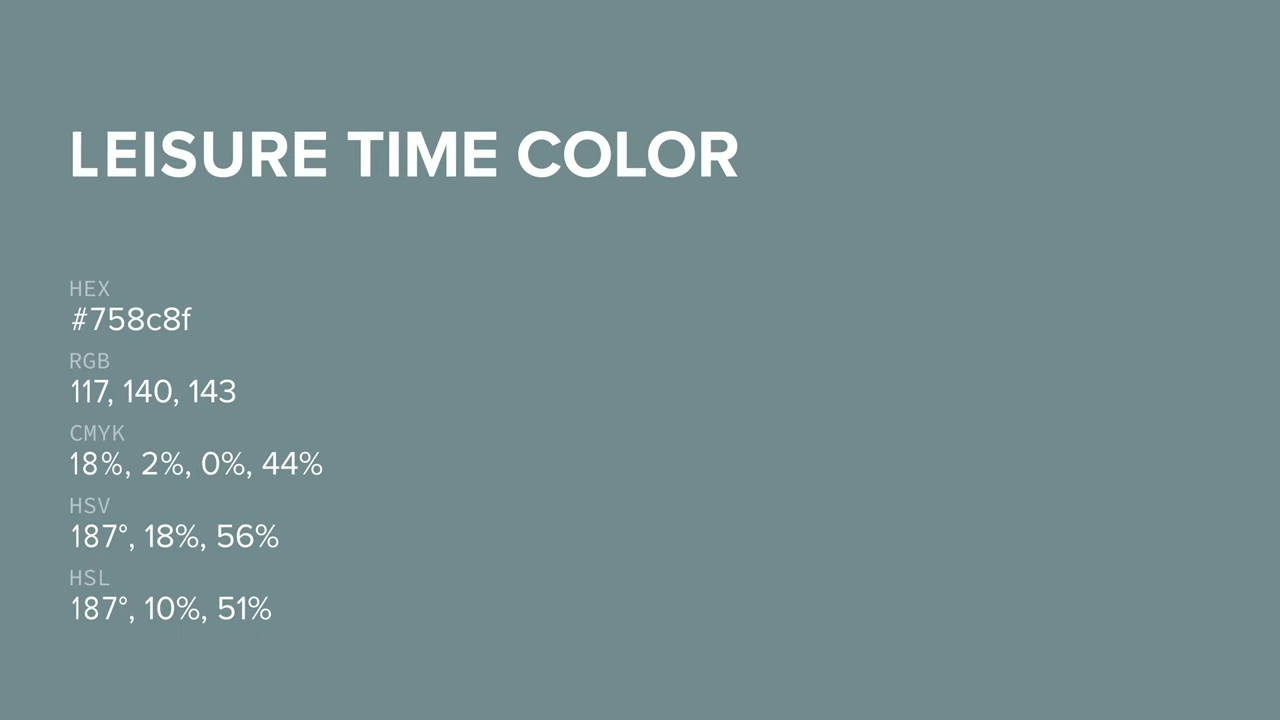 LEISURE TIME COLOR
HEX
#758c8f
RGB
117, 140, 143
CMYK
18%, 2%, 0%, 44%
HSV
187°, 18%, 56%
HSL
187°, 10%, 51%